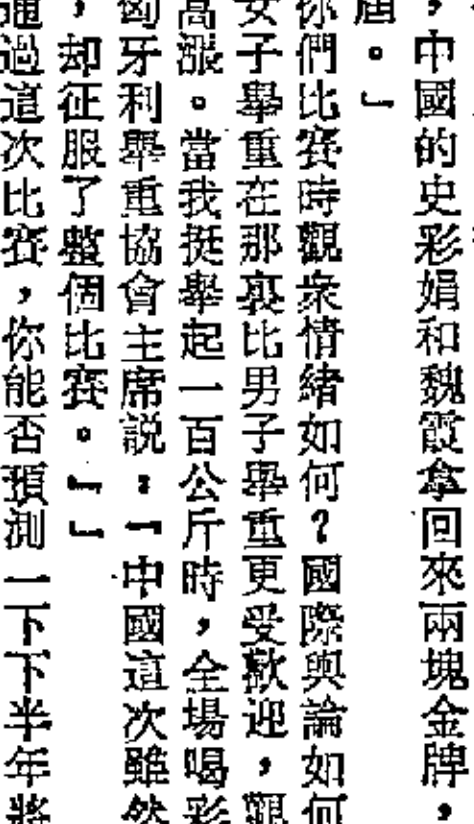 ，中國的史彩娟和魏霞拿回來兩塊金牌，
屆。」
你們比賽時觀衆情緒如何？國際輿論如何
女子舉重在那裏比男子舉重更受歡迎，觀
高漲。當我挺舉起一百公斤時，全場喝彩
匈牙利舉重協會主席説：「中國這次雖然
，却征服了整個比賽。』」
通過這次比賽，你能否預測一下下半年將